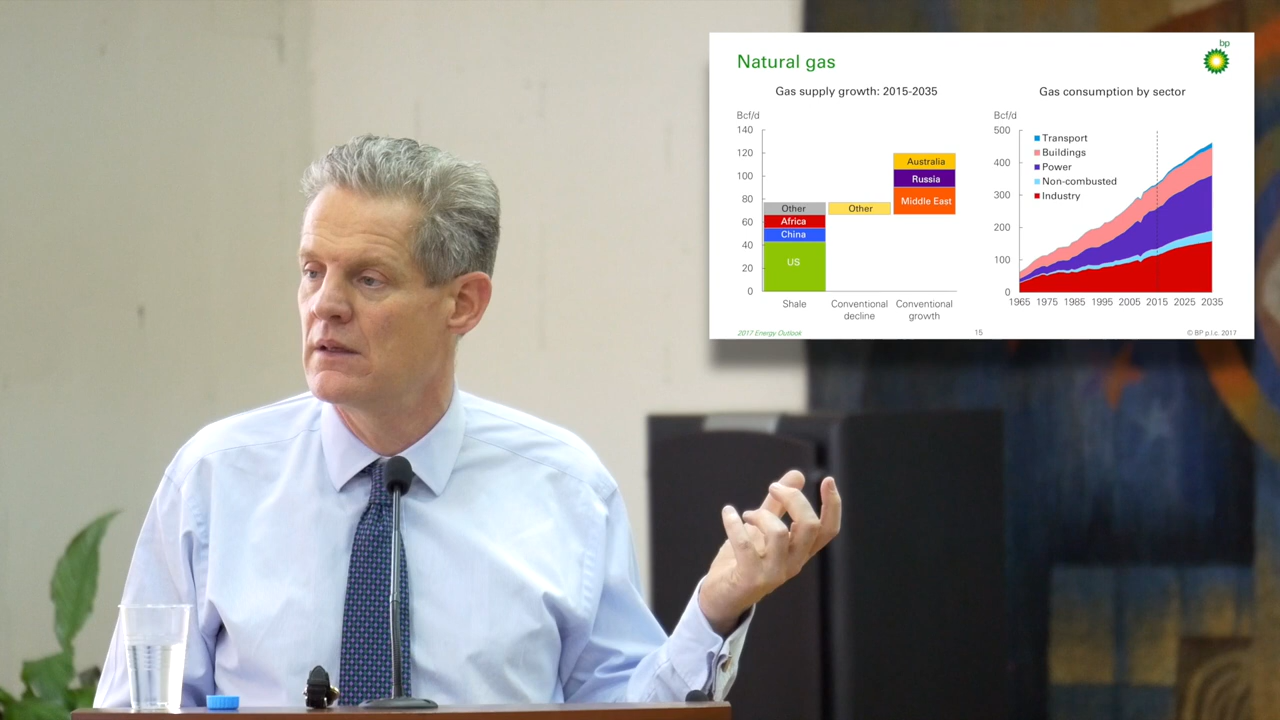 bp
Natural gas
Gas supply growth: 2015-2035
Bcf/d
140
120
100
80
60
40
20
0
Australia
Russia
Middle East
Other
Other
Africa
China
US
Shale
Conventional decline
Conventional growth
Gas consumption by sector
Bcf/d
500
400
300
200
100
0
Transport
Buildings
Power
Non-combusted
Industry
1965 1975 1985 1995 2005 2015 2025 2035
2017 Energy Outlook
15
© BP p.l.c. 2017